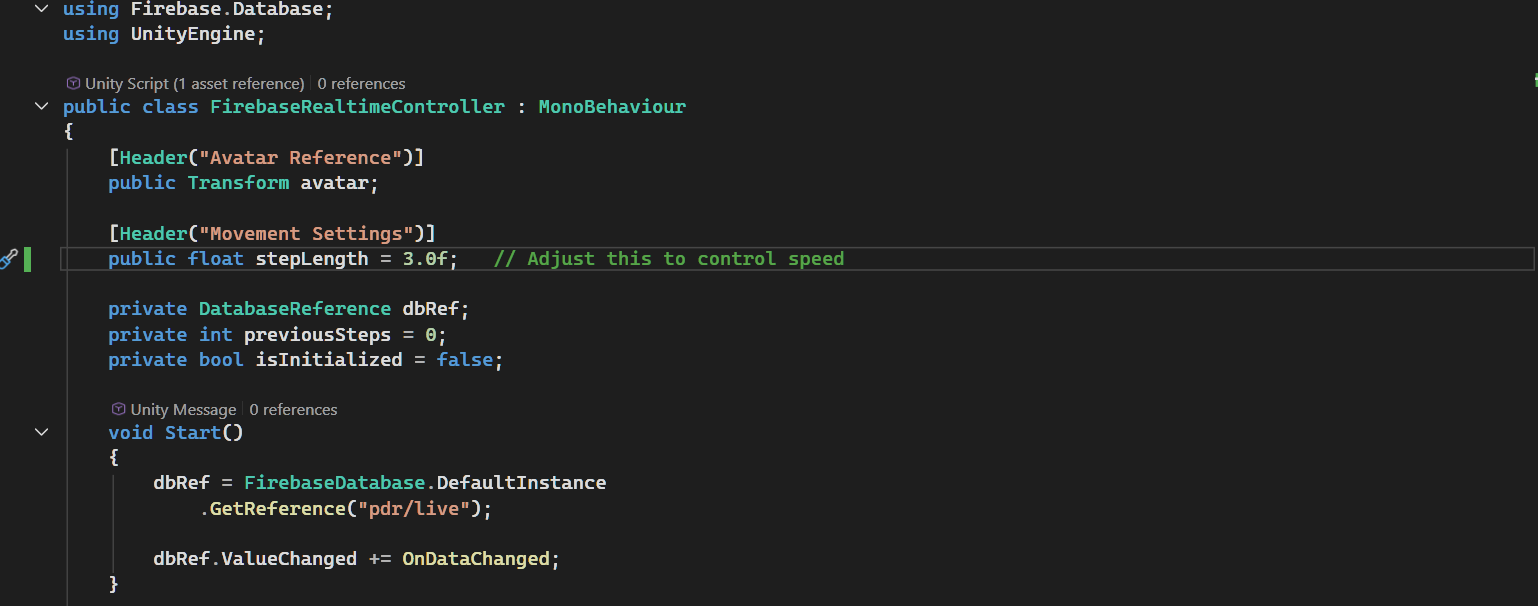 using Firebase.Database;
using UnityEngine;
Unity Script (1 asset reference) | 0 references
public class FirebaseRealtimeController : MonoBehaviour
{
[Header("Avatar Reference")]
public Transform avatar;
[Header("Movement Settings")]
public float stepLength = 3.0f;   // Adjust this to control speed
private DatabaseReference dbRef;
private int previousSteps = 0;
private bool isInitialized = false;
Unity Message | 0 references
void Start()
{
dbRef = FirebaseDatabase.DefaultInstance
.GetReference("pdr/live");
dbRef.ValueChanged += OnDataChanged;
}